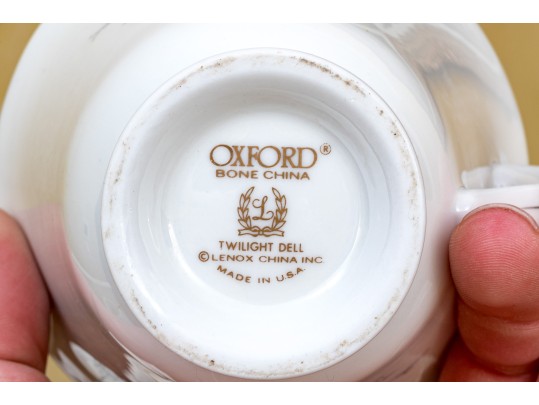 OXFORD®
BONE CHINA
L
TWILIGHT DELL
© LENOX CHINA INC.
MADE IN U.S.A.